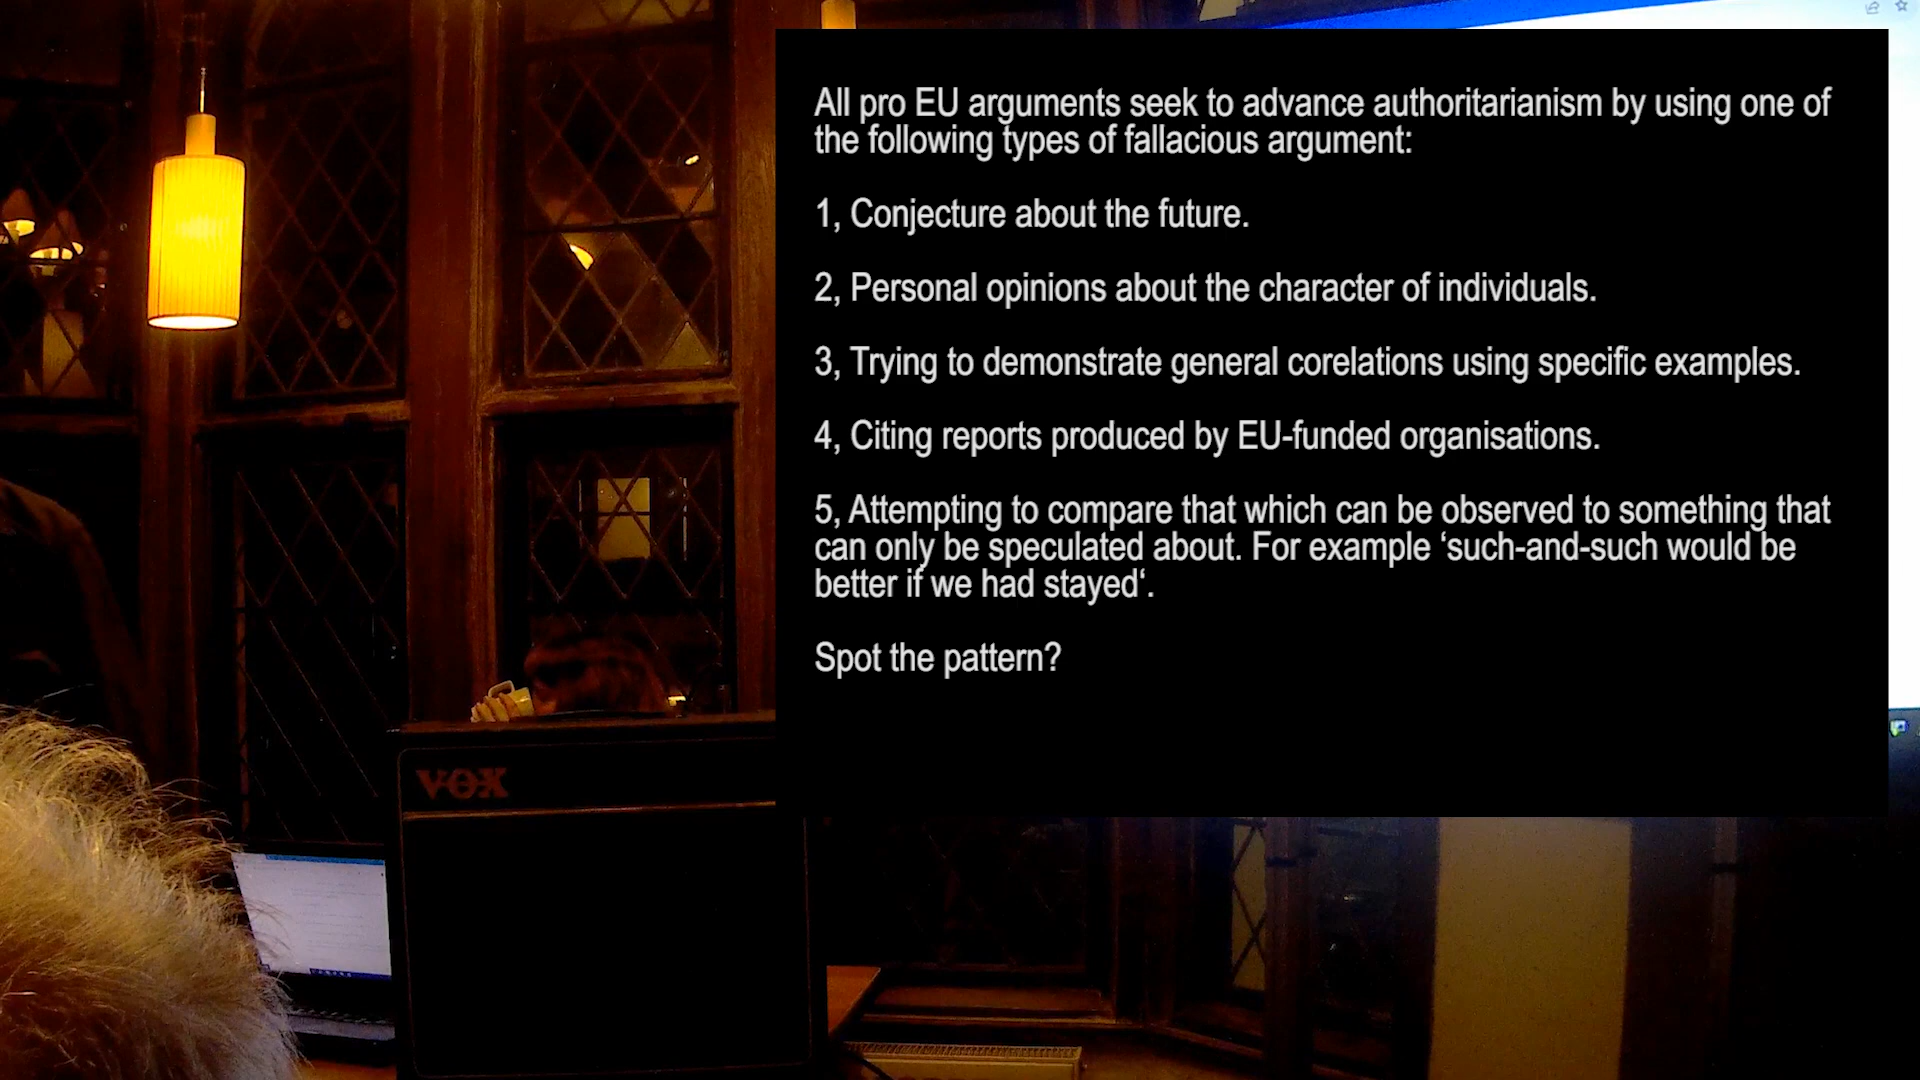 All pro EU arguments seek to advance authoritarianism by using one of
the following types of fallacious argument:
1, Conjecture about the future.
2, Personal opinions about the character of individuals.
3, Trying to demonstrate general corelations using specific examples.
4, Citing reports produced by EU-funded organisations.
5, Attempting to compare that which can be observed to something that
can only be speculated about. For example ‘such-and-such would be
better if we had stayed‘.
Spot the pattern?
VOX